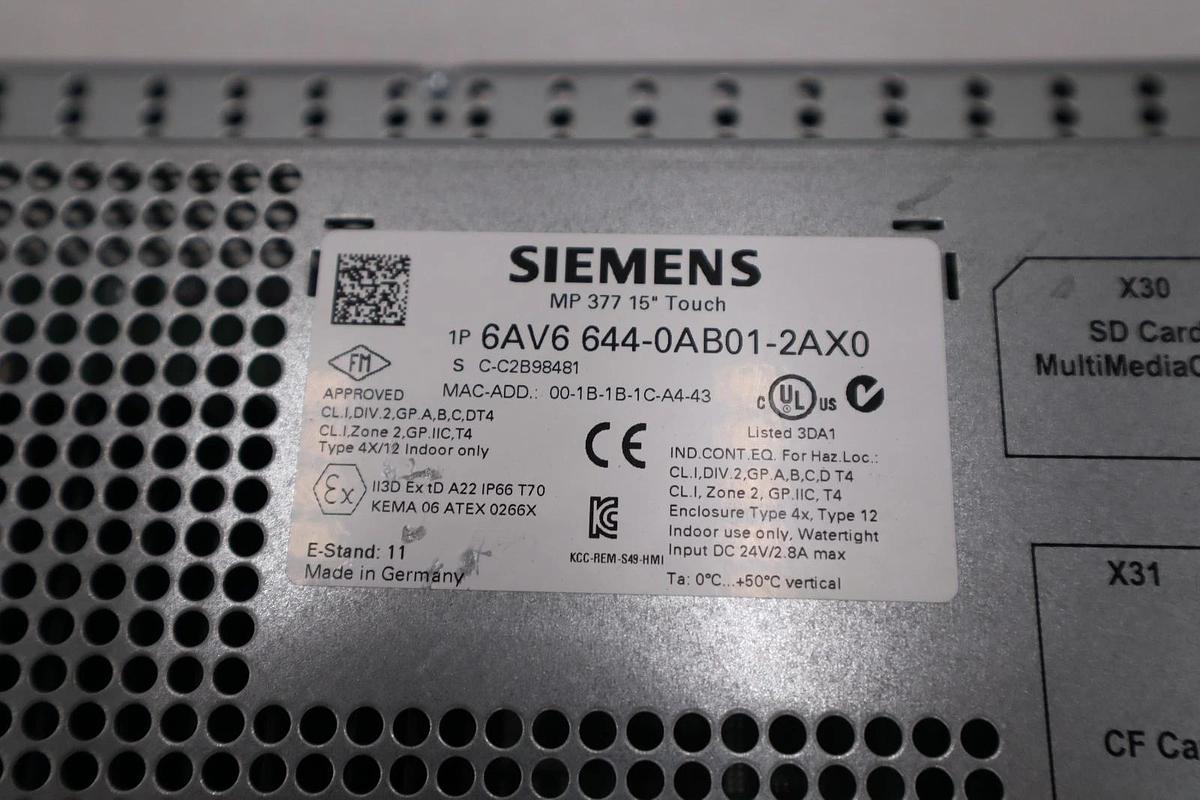 SIEMENS
MP 377 15" Touch
1P 6AV6 644-0AB01-2AX0
S C-C2B98481
MAC-ADD.: 00-1B-1B-1C-A4-43
FM
APPROVED
CL.I,DIV.2,GP.A,B,C,DT4
CL.I,Zone 2,GP.IIC,T4
Type 4X/12 Indoor only
Ex II3D Ex tD A22 IP66 T70
KEMA 06 ATEX 0266X
E-Stand: 11
Made in Germany
CE
KC
KCC-REM-S49-HMI
C UL US
Listed 3DA1
IND.CONT.EQ. For Haz.Loc.:
CL.I,DIV.2,GP.A,B,C,D T4
CL.I, Zone 2, GP.IIC, T4
Enclosure Type 4x, Type 12
Indoor use only, Watertight
Input DC 24V/2.8A max
Ta: 0°C...+50°C vertical
X30
SD Card
MultiMediaC
X31
CF Ca